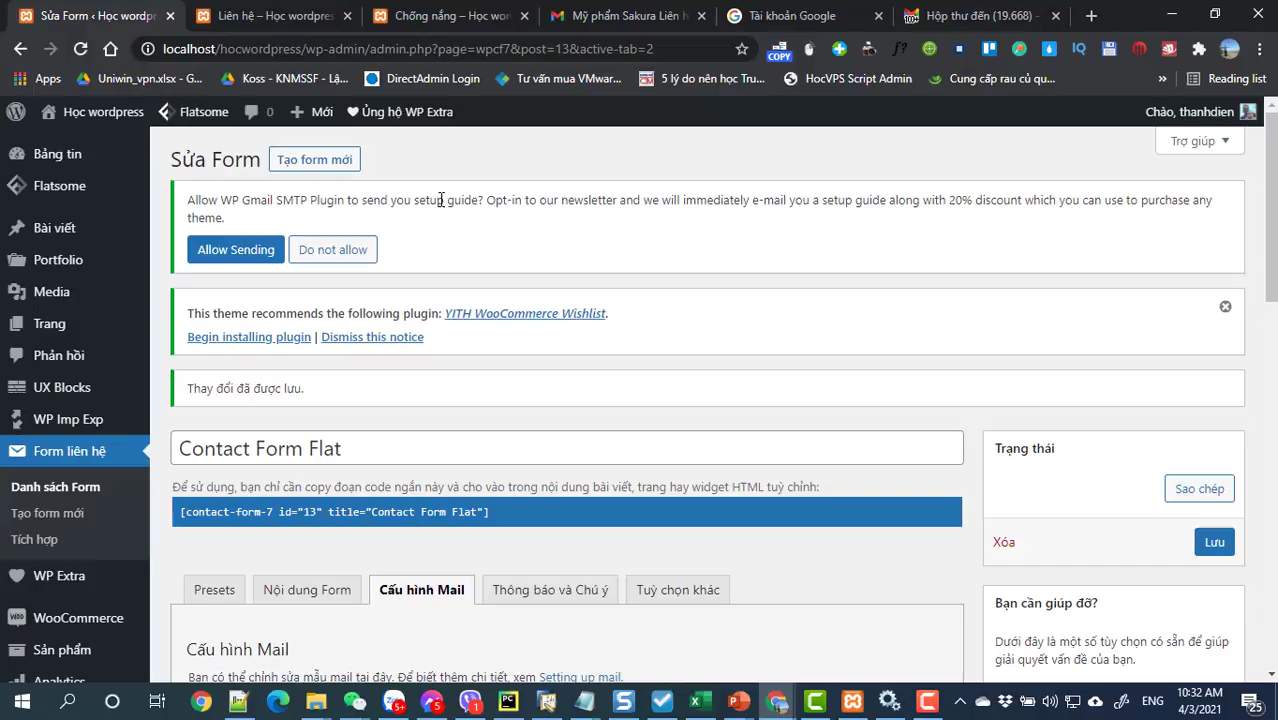 Sửa Form ‹ Học wordpr
Liên hệ – Học wordpres
Chống nắng – Học wo
Mỹ phẩm Sakura Liên h
Tài khoản Google
Hộp thư đến (19.668) -
localhost/hocwordpress/wp-admin/admin.php?page=wpcf7&post=13&active-tab=2
COPY
Apps
Uniwin_vpn.xlsx - G...
Koss - KNMSSF - Lậ...
DirectAdmin Login
Tư vấn mua VMwar...
5 lý do nên học Tru...
HocVPS Script Admin
Cung cấp rau củ qu...
»
Reading list
Học wordpress
Flatsome
0
Mới
Ủng hộ WP Extra
Chào, thanhdien
Bảng tin
Flatsome
Bài viết
Portfolio
Media
Trang
Phản hồi
UX Blocks
WP Imp Exp
Form liên hệ
Danh sách Form
Tạo form mới
Tích hợp
WP Extra
WooCommerce
Sản phẩm
Analytics
Trợ giúp
Sửa Form
Tạo form mới
Allow WP Gmail SMTP Plugin to send you setup guide? Opt-in to our newsletter and we will immediately e-mail you a setup guide along with 20% discount which you can use to purchase any
theme.
Allow Sending
Do not allow
This theme recommends the following plugin: YITH WooCommerce Wishlist.
Begin installing plugin | Dismiss this notice
Thay đổi đã được lưu.
Contact Form Flat
Để sử dụng, bạn chỉ cần copy đoạn code ngắn này và cho vào trong nội dung bài viết, trang hay widget HTML tuỳ chỉnh:
[contact-form-7 id="13" title="Contact Form Flat"]
Presets
Nội dung Form
Cấu hình Mail
Thông báo và Chú ý
Tuỳ chọn khác
Cấu hình Mail
Bạn có thể chỉnh sửa mẫu mail tại đây. Để biết thêm chi tiết, xem Setting up mail.
Trạng thái
Sao chép
Xóa
Lưu
Bạn cần giúp đỡ?
Dưới đây là một số tùy chọn có sẵn để giúp
giải quyết vấn đề của bạn.
ENG
10:32 AM
4/3/2021
25